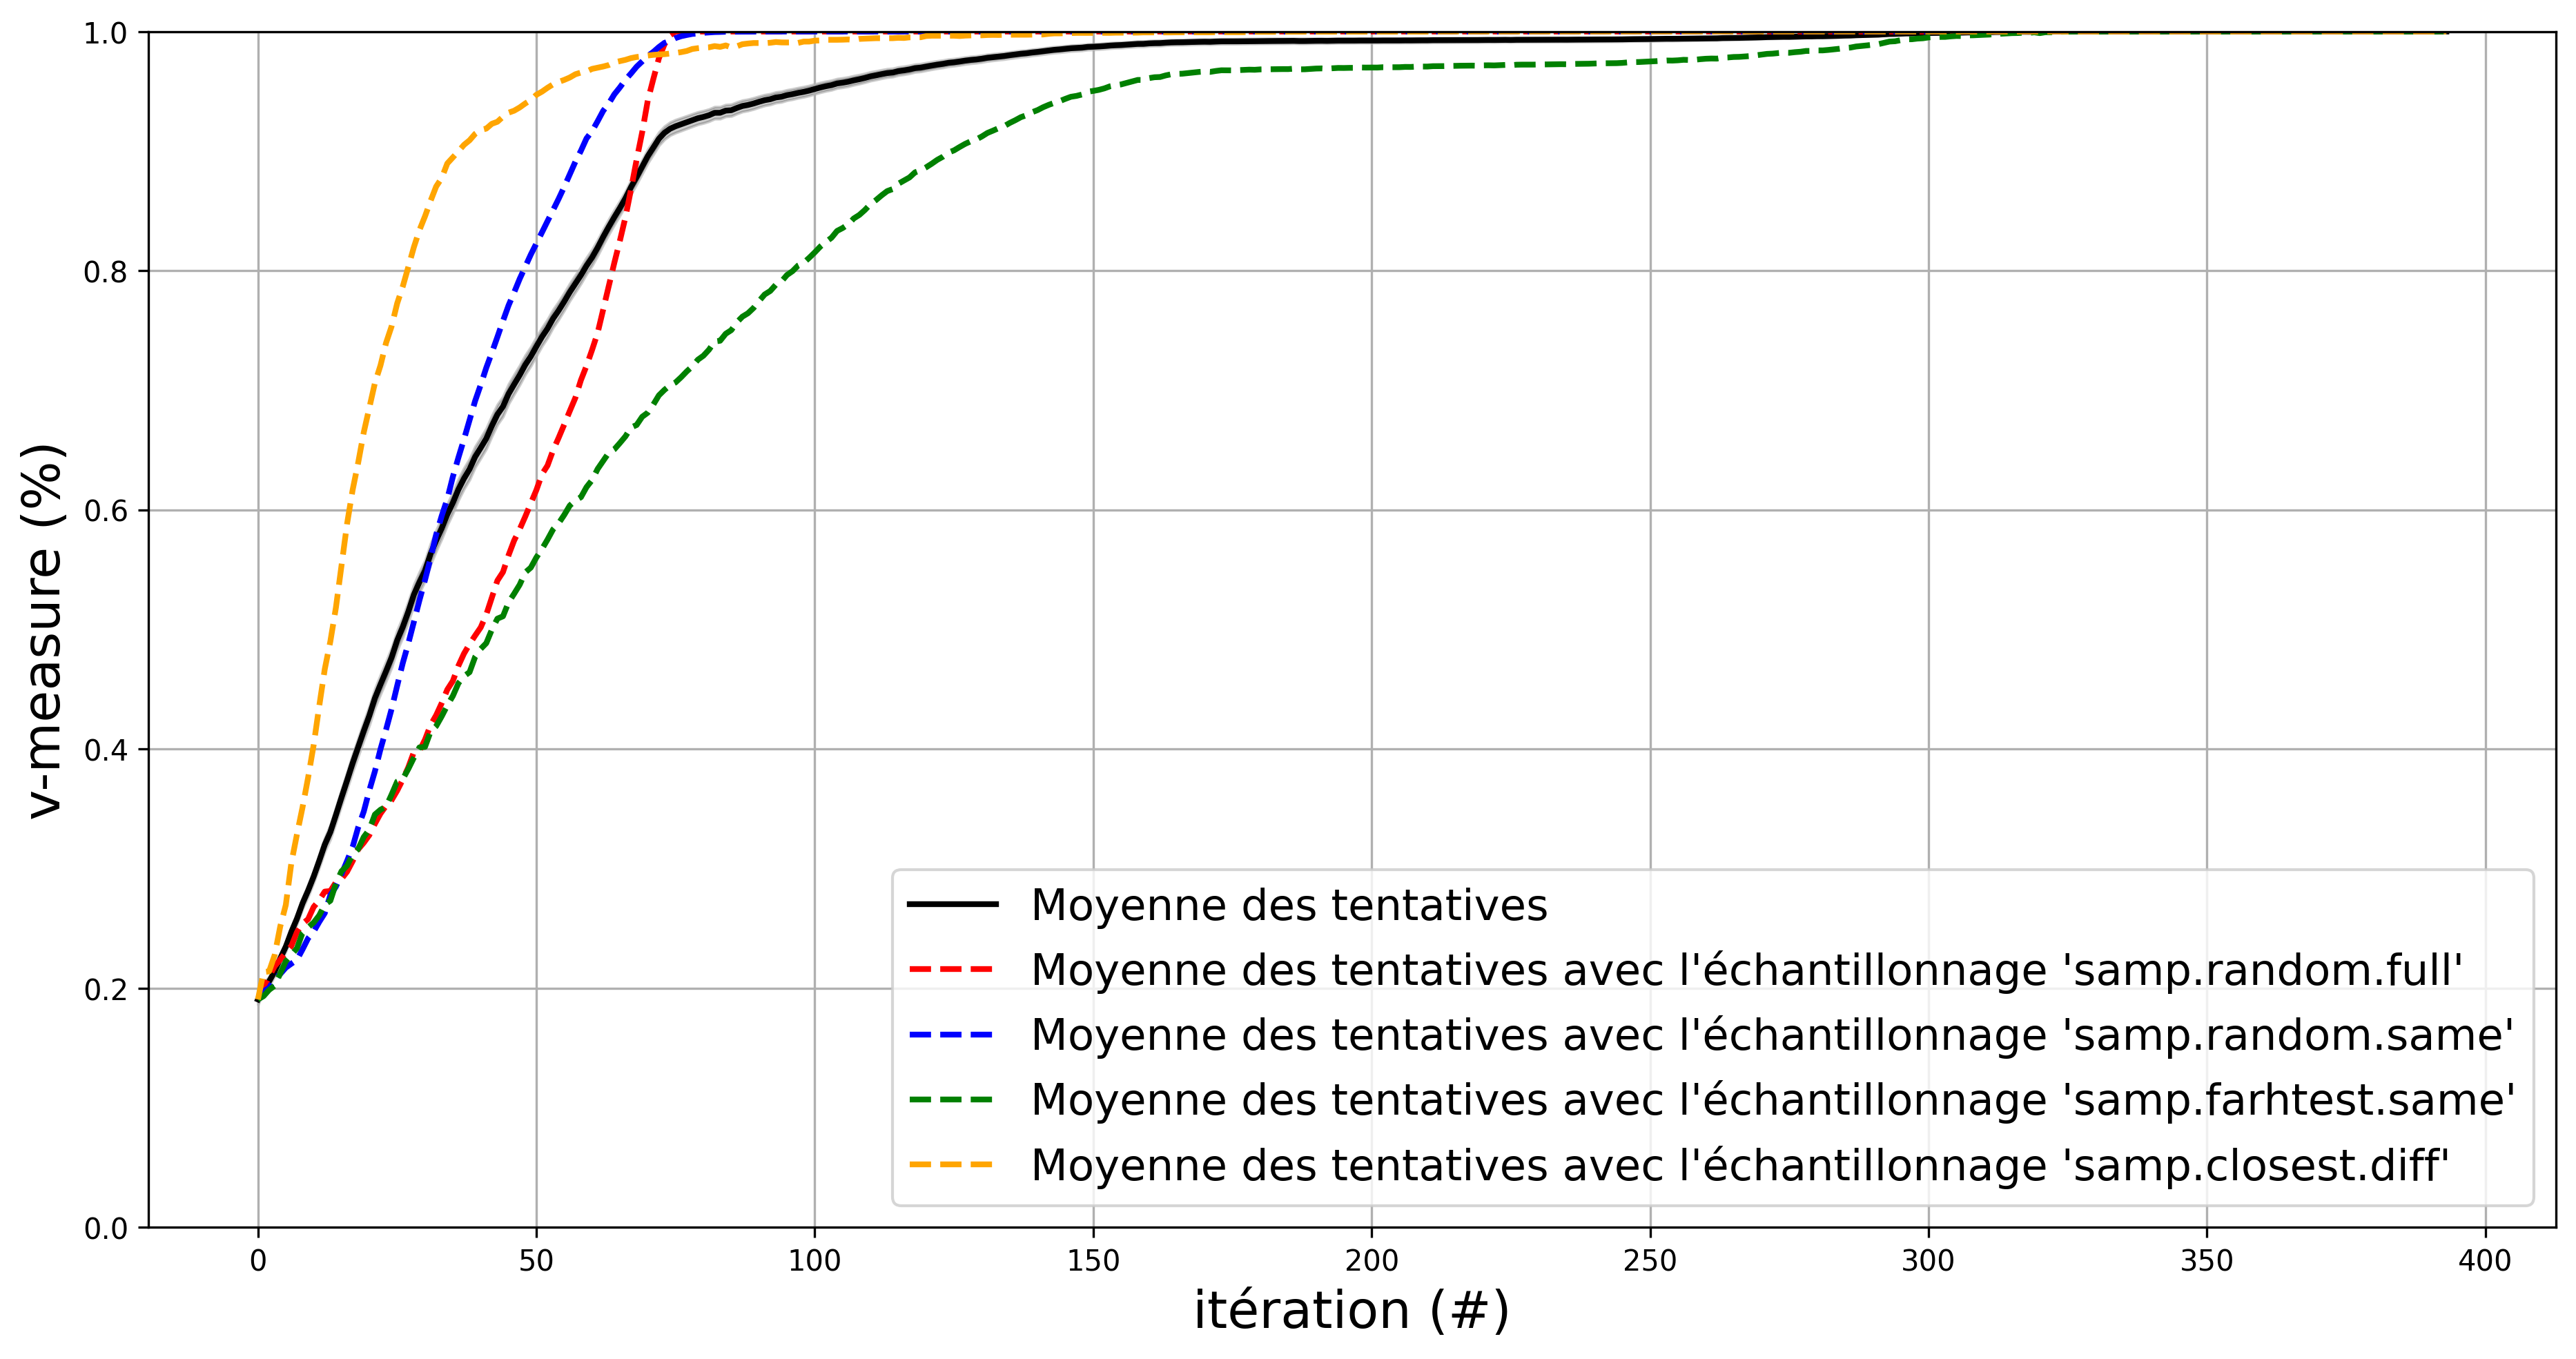 1.0
0.8
0.6
0.4
0.2
0.0
v-measure (%)
Moyenne des tentatives
Moyenne des tentatives avec l'échantillonnage 'samp.random.full'
Moyenne des tentatives avec l'échantillonnage 'samp.random.same'
Moyenne des tentatives avec l'échantillonnage 'samp.farhtest.same'
Moyenne des tentatives avec l'échantillonnage 'samp.closest.diff'
0 50 100 150 200 250 300 350 400
itération (#)